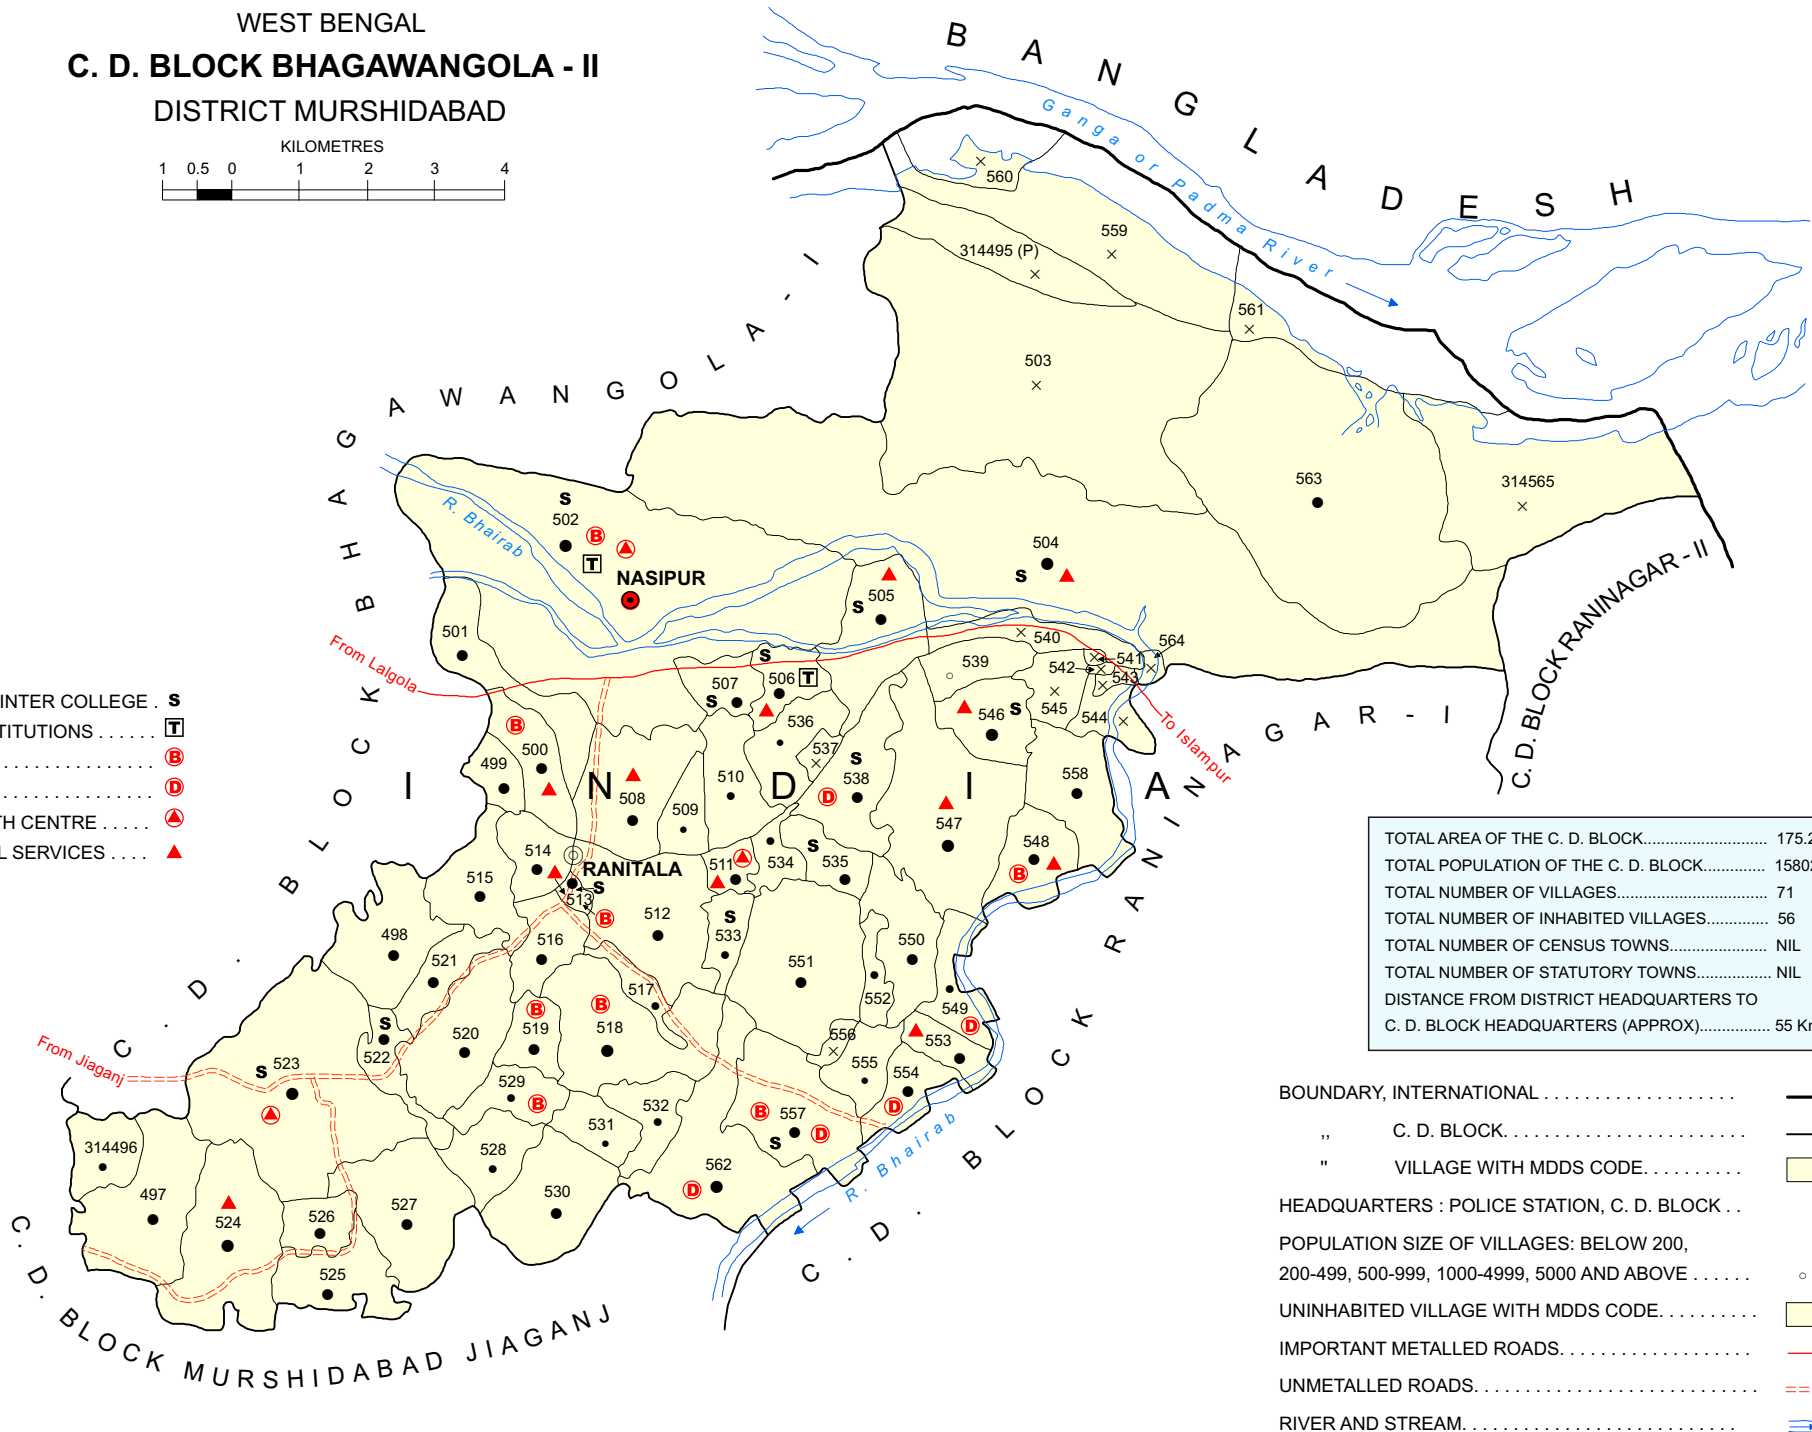 WEST BENGAL
C. D. BLOCK BHAGAWANGOLA - II
DISTRICT MURSHIDABAD
KILOMETRES
1 0.5 0 1 2 3 4
BANGLADESH
Ganga or Padma River
C. D. BLOCK BHAGAWANGOLA - I
560
559
314495 (P)
561
503
563
314565
S
502
B
T
NASIPUR
R. Bhairab
504
S
505
S
501
From Lalgola
540
564
541
542
543
539
545
544
S
506
T
507
S
536
537
546
S
To Islampur
C. D. BLOCK RANINAGAR - II
C. D. BLOCK RANINAGAR - I
B
500
499
INDIA
508
509
510
S
538
D
547
558
548
B
514
RANITALA
S
513
B
511
534
S
535
515
512
S
533
498
521
516
517
551
550
552
549
D
S
522
520
B
519
B
518
556
553
555
554
D
From Jiaganj
S
523
529
B
531
532
B
557
D
S
R. Bhairab
314496
497
524
526
527
528
530
562
D
525
C. D. BLOCK MURSHIDABAD JIAGANJ
INTER COLLEGE . S
TITUTIONS . . . . . . T
. . . . . . . . . . . . . . . B
. . . . . . . . . . . . . . . D
TH CENTRE . . . . .
L SERVICES . . . .
TOTAL AREA OF THE C. D. BLOCK........................... 175.2
TOTAL POPULATION OF THE C. D. BLOCK.............. 1580
TOTAL NUMBER OF VILLAGES................................. 71
TOTAL NUMBER OF INHABITED VILLAGES.............. 56
TOTAL NUMBER OF CENSUS TOWNS..................... NIL
TOTAL NUMBER OF STATUTORY TOWNS................ NIL
DISTANCE FROM DISTRICT HEADQUARTERS TO
C. D. BLOCK HEADQUARTERS (APPROX)............... 55 Km
BOUNDARY, INTERNATIONAL . . . . . . . . . . . . . . . . . . .
,, C. D. BLOCK. . . . . . . . . . . . . . . . . . . . . . . .
" VILLAGE WITH MDDS CODE. . . . . . . . . .
HEADQUARTERS : POLICE STATION, C. D. BLOCK . .
POPULATION SIZE OF VILLAGES: BELOW 200,
200-499, 500-999, 1000-4999, 5000 AND ABOVE . . . . . .
UNINHABITED VILLAGE WITH MDDS CODE. . . . . . . . . .
IMPORTANT METALLED ROADS. . . . . . . . . . . . . . . . . . .
UNMETALLED ROADS. . . . . . . . . . . . . . . . . . . . . . . . . . . .
RIVER AND STREAM. . . . . . . . . . . . . . . . . . . . . . . . . . .